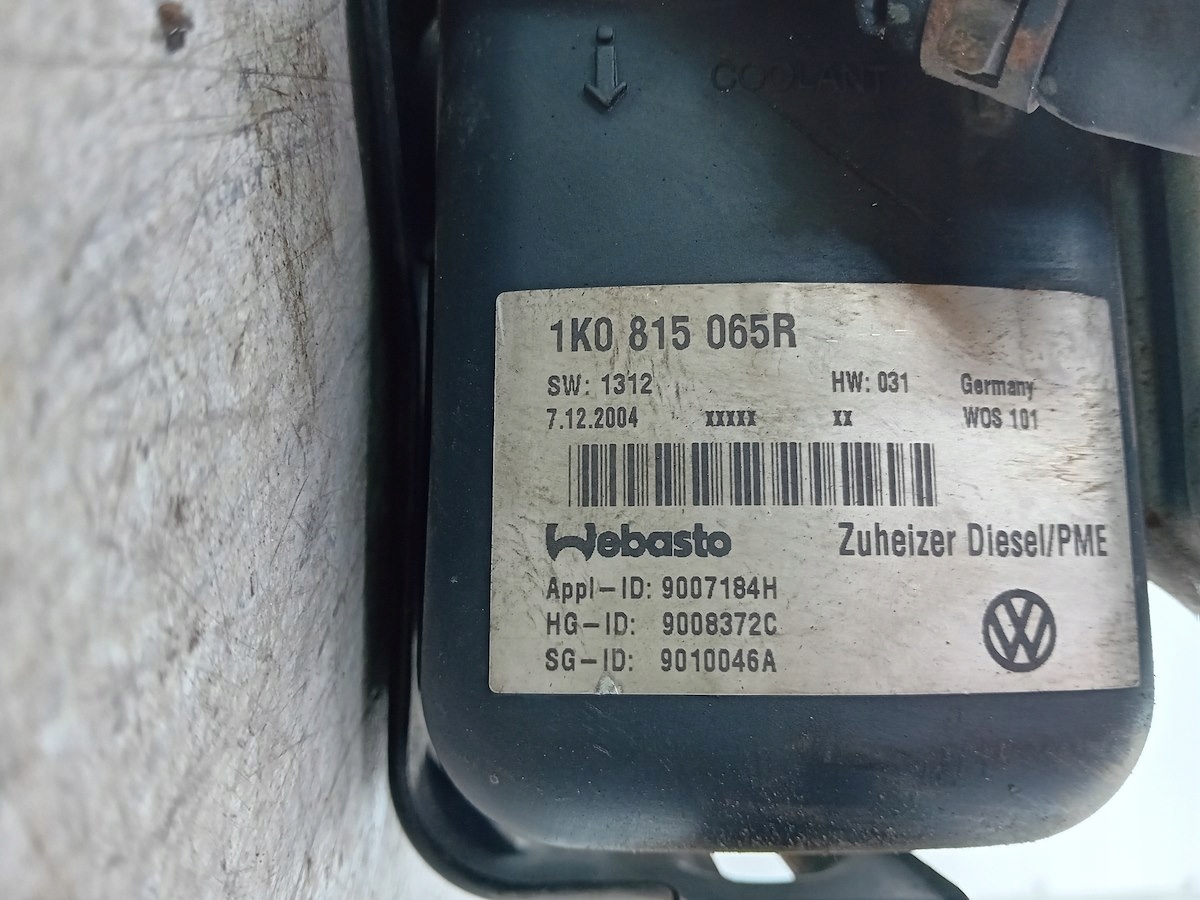 COOLANT
1K0 815 065R
SW: 1312 HW: 031 Germany
7.12.2004 xxxxx xx WOS 101
Webasto Zuheizer Diesel/PME
Appl-ID: 9007184H
HG-ID: 9008372C
SG-ID: 9010046A